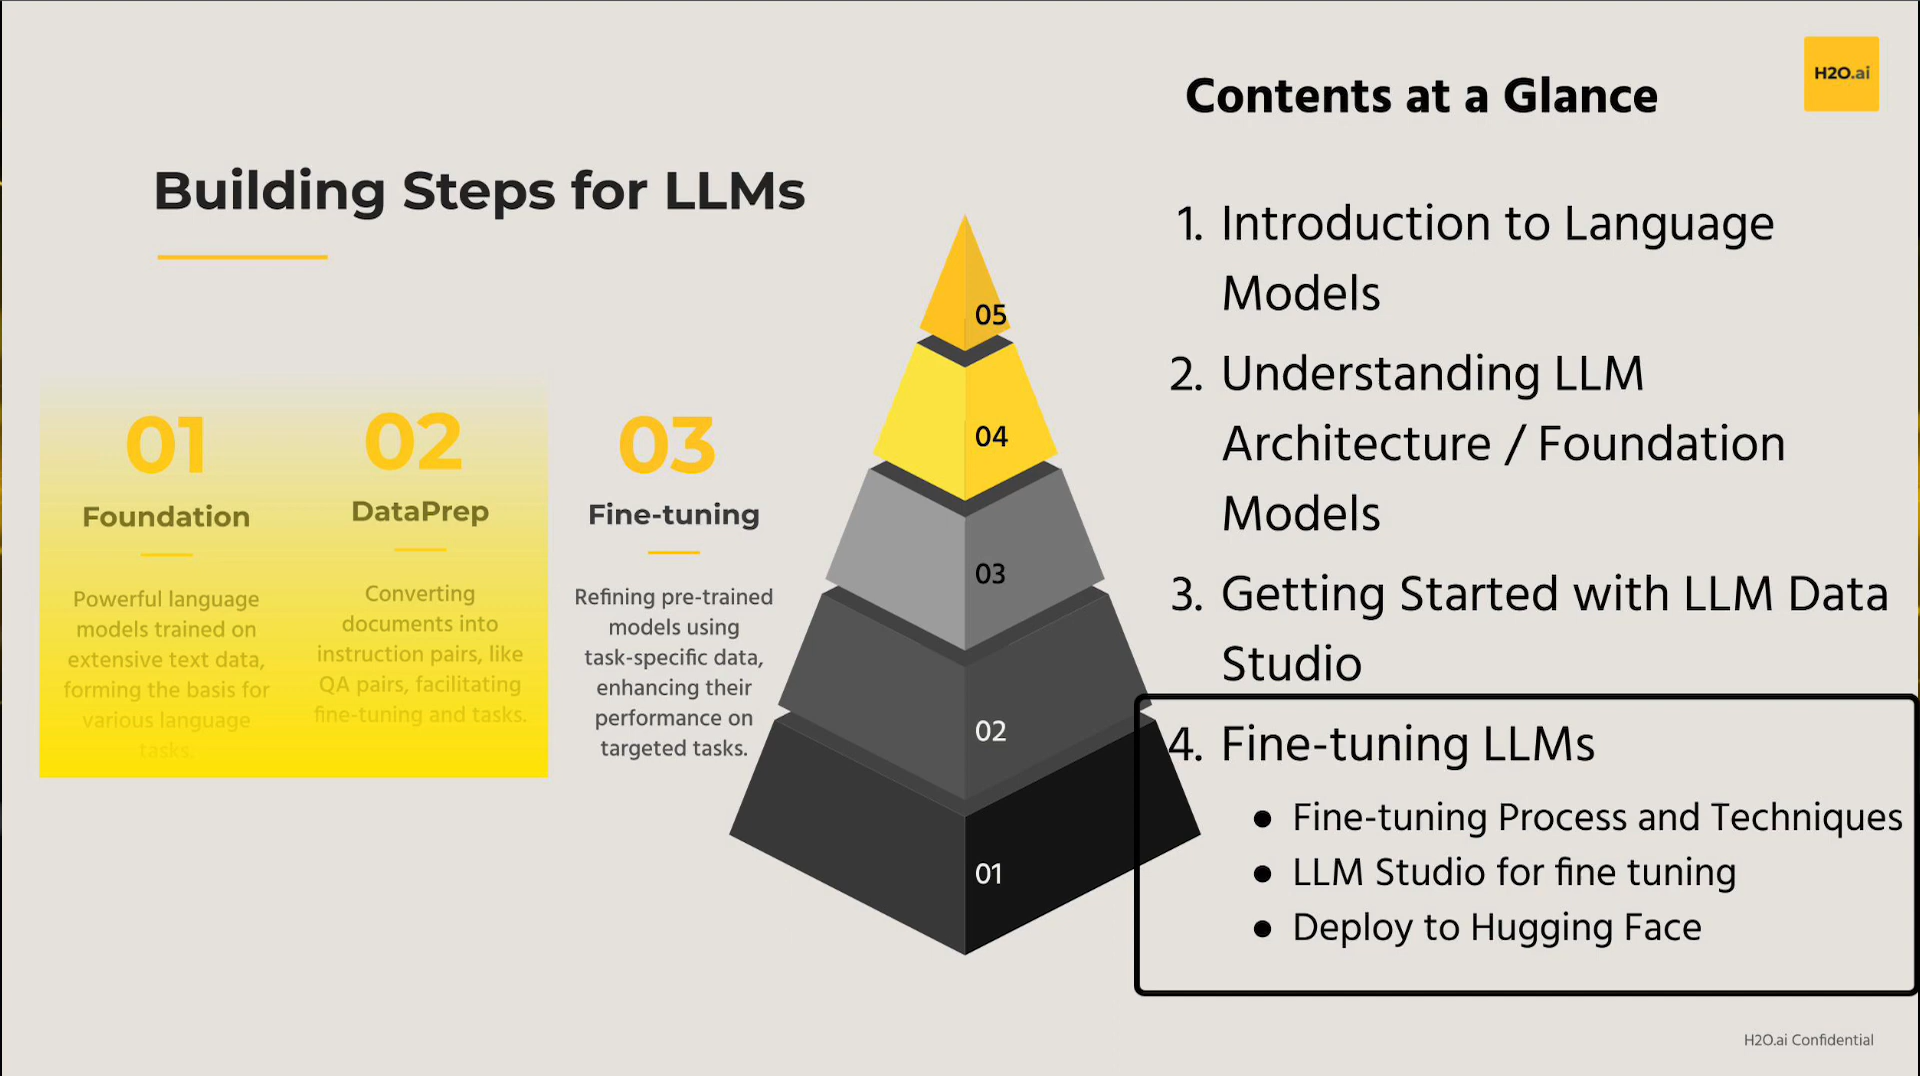 H2O.ai
Contents at a Glance
Building Steps for LLMs
01
Foundation
Powerful language
models trained on
extensive text data,
forming the basis for
various language
tasks.
02
DataPrep
Converting
documents into
instruction pairs, like
QA pairs, facilitating
fine-tuning and tasks.
03
Fine-tuning
Refining pre-trained
models using
task-specific data,
enhancing their
performance on
targeted tasks.
05
04
03
02
01
1. Introduction to Language
Models
2. Understanding LLM
Architecture / Foundation
Models
3. Getting Started with LLM Data
Studio
4. Fine-tuning LLMs
● Fine-tuning Process and Techniques
● LLM Studio for fine tuning
● Deploy to Hugging Face
H2O.ai Confidential